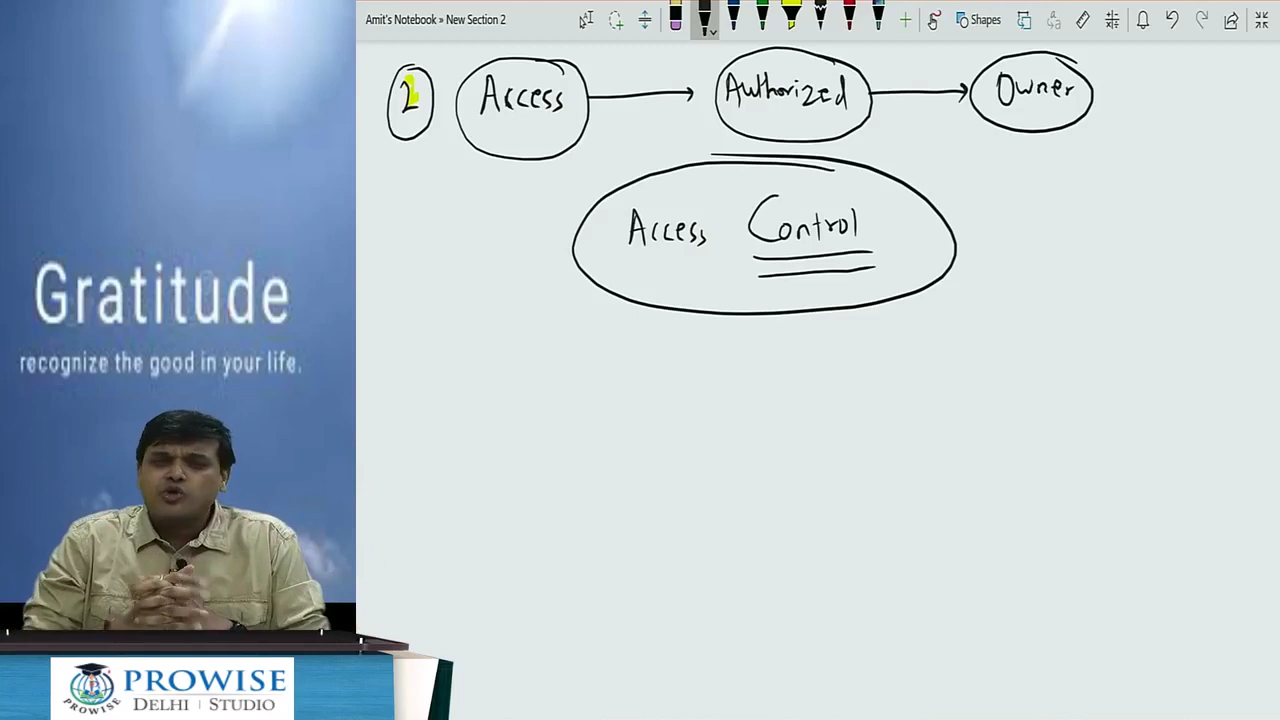 Amit's Notebook » New Section 2
Shapes
2 Access Authorized Owner
Access Control
Gratitude
recognize the good in your life.
PROWISE
PROWISE
DELHI | STUDIO